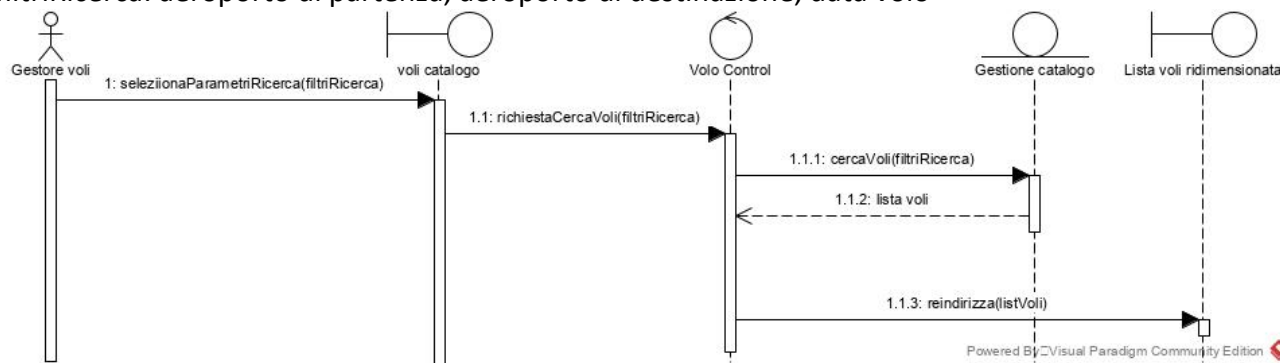 filtriRicerca: aeroporto di partenza, aeroporto di destinazione, data volo
Gestore voli
voli catalogo
Volo Control
Gestione catalogo
Lista voli ridimensionata
1: seleziionaParametriRicerca(filtriRicerca)
1.1: richiestaCercaVoli(filtriRicerca)
1.1.1: cercaVoli(filtriRicerca)
1.1.2: lista voli
1.1.3: reindirizza(listVoli)
Powered By Visual Paradigm Community Edition